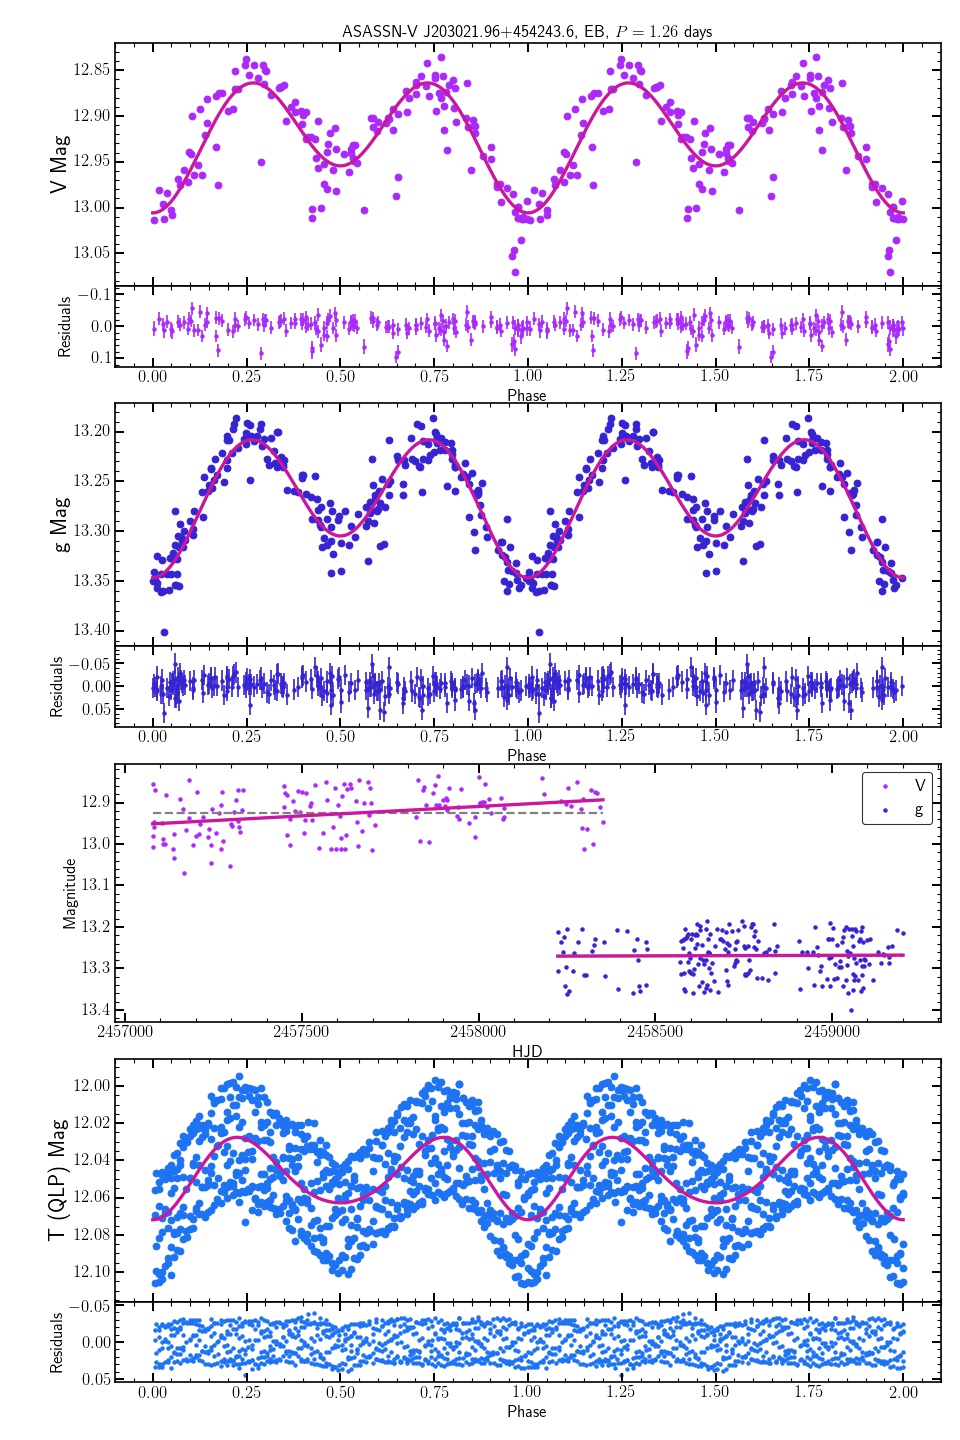 ASASSN-V J203021.96+454243.6, EB, P = 1.26 days
V Mag
12.85
12.90
12.95
13.00
13.05
Residuals
−0.1
0.0
0.1
0.00 0.25 0.50 0.75 1.00 1.25 1.50 1.75 2.00
Phase
g Mag
13.20
13.25
13.30
13.35
13.40
Residuals
−0.05
0.00
0.05
0.00 0.25 0.50 0.75 1.00 1.25 1.50 1.75 2.00
Phase
Magnitude
12.9
13.0
13.1
13.2
13.3
13.4
V
g
2457000 2457500 2458000 2458500 2459000
HJD
T (QLP) Mag
12.00
12.02
12.04
12.06
12.08
12.10
Residuals
−0.05
0.00
0.05
0.00 0.25 0.50 0.75 1.00 1.25 1.50 1.75 2.00
Phase